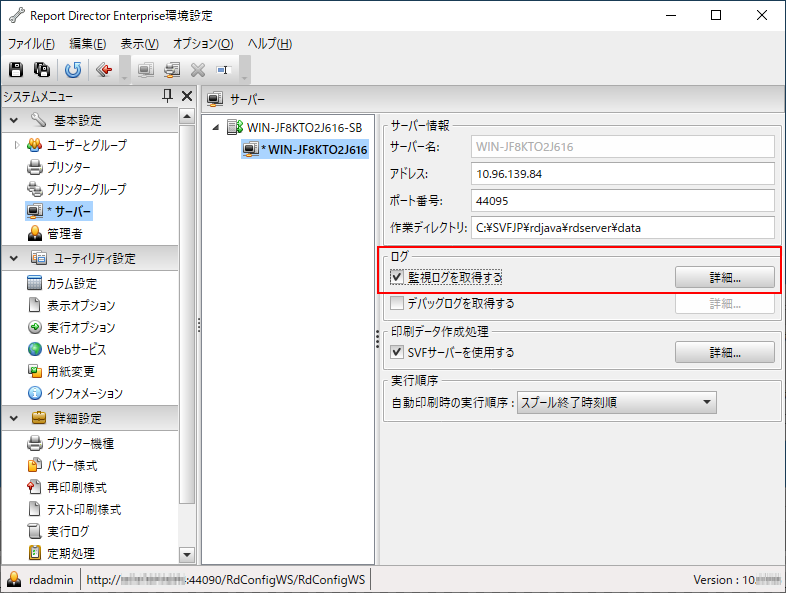 Report Director Enterprise環境設定
ファイル(F) 編集(E) 表示(V) オプション(O) ヘルプ(H)
システムメニュー
基本設定
ユーザーとグループ
プリンター
プリンターグループ
* サーバー
管理者
ユーティリティ設定
カラム設定
表示オプション
実行オプション
Webサービス
用紙変更
インフォメーション
詳細設定
プリンター機種
バナー様式
再印刷様式
テスト印刷様式
実行ログ
定期処理
サーバー
WIN-JF8KTO2J616-SB
* WIN-JF8KTO2J616
サーバー情報
サーバー名: WIN-JF8KTO2J616
アドレス: 10.96.139.84
ポート番号: 44095
作業ディレクトリ: C:¥SVFJP¥rdjava¥rdserver¥data
ログ
監視ログを取得する 詳細...
デバッグログを取得する 詳細...
印刷データ作成処理
SVFサーバーを使用する 詳細...
実行順序
自動印刷時の実行順序 : スプール終了時刻順
rdadmin http://:44090/RdConfigWS/RdConfigWS Version : 10.